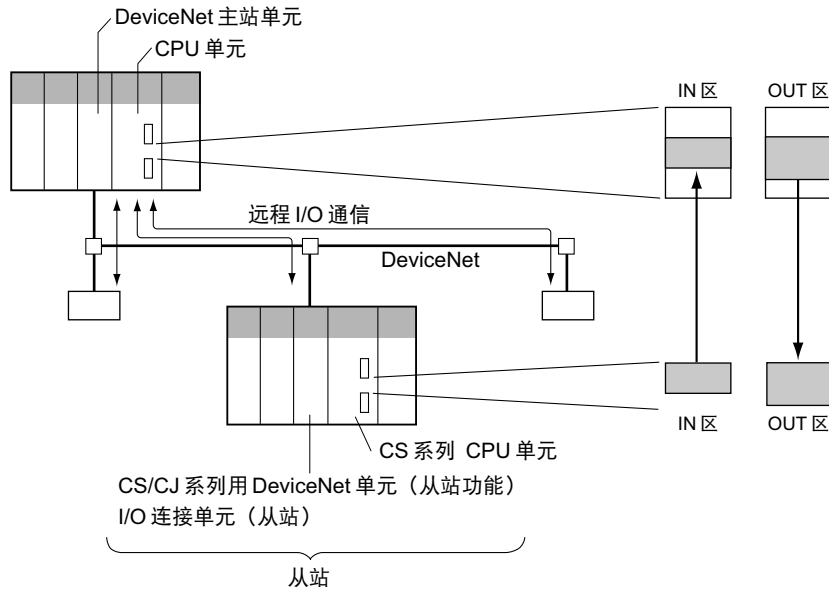 DeviceNet 主站单元
CPU 单元
IN 区
OUT 区
远程 I/O 通信
DeviceNet
IN 区
OUT 区
CS 系列 CPU 单元
CS/CJ 系列用 DeviceNet 单元（从站功能）
I/O 连接单元（从站）
从站